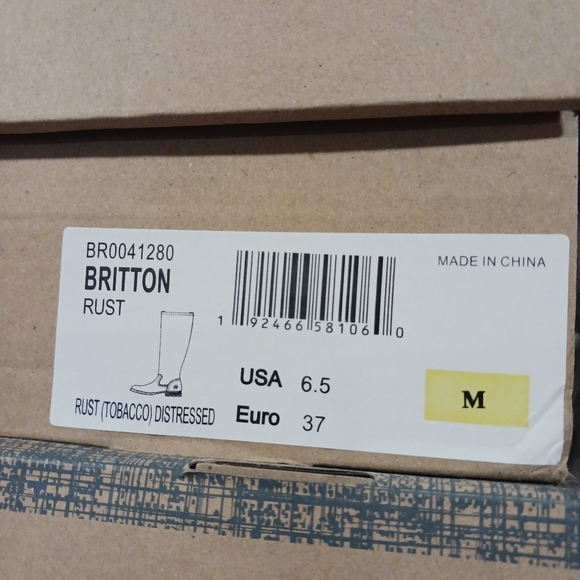 BR0041280
BRITTON
RUST
MADE IN CHINA
1 92466 58106 0
USA 6.5
Euro 37
M
RUST (TOBACCO) DISTRESSED